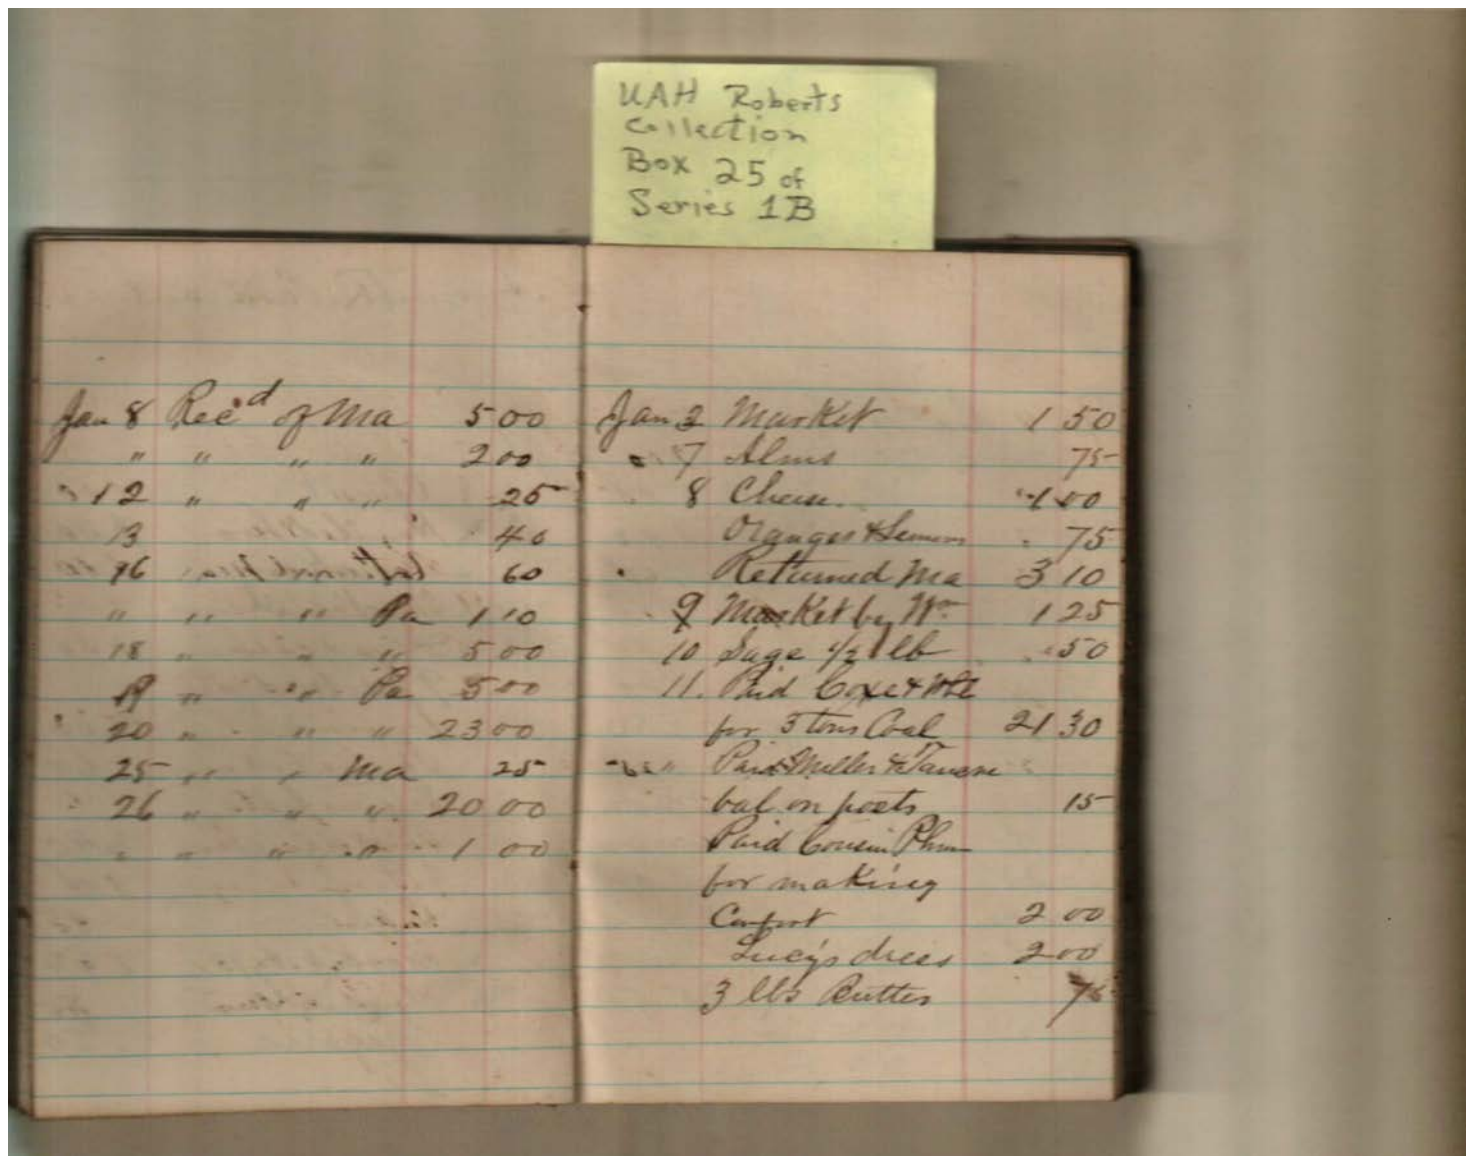 UAH Roberts
Collection
Box 25 of
Series 1B
Jan 8 Rec'd of Ma 5 00
" " " " 2 00
12 " " " 25
13 40
16 60
" " " Pa 1 10
18 " " " 5 00
19 " " Pa 5 00
20 " " " 23 00
25 " " Ma 25
26 " " " 20 00
" " " " 1 00
Jan 2 Market 1 50
" 7 Alms 75
8 1 00
Oranges & Lemons 75
Returned Ma 3 10
9 Market by Wm 1 25
10 Sage 1/2 lb 50
11. Paid Coxe &
for 3 tons Coal 21 30
" Paid Miller &
bal on posts 15
Paid Cousin
for making
Comfort 2 00
Lucy's dress 2 00
3 lbs Butter 75